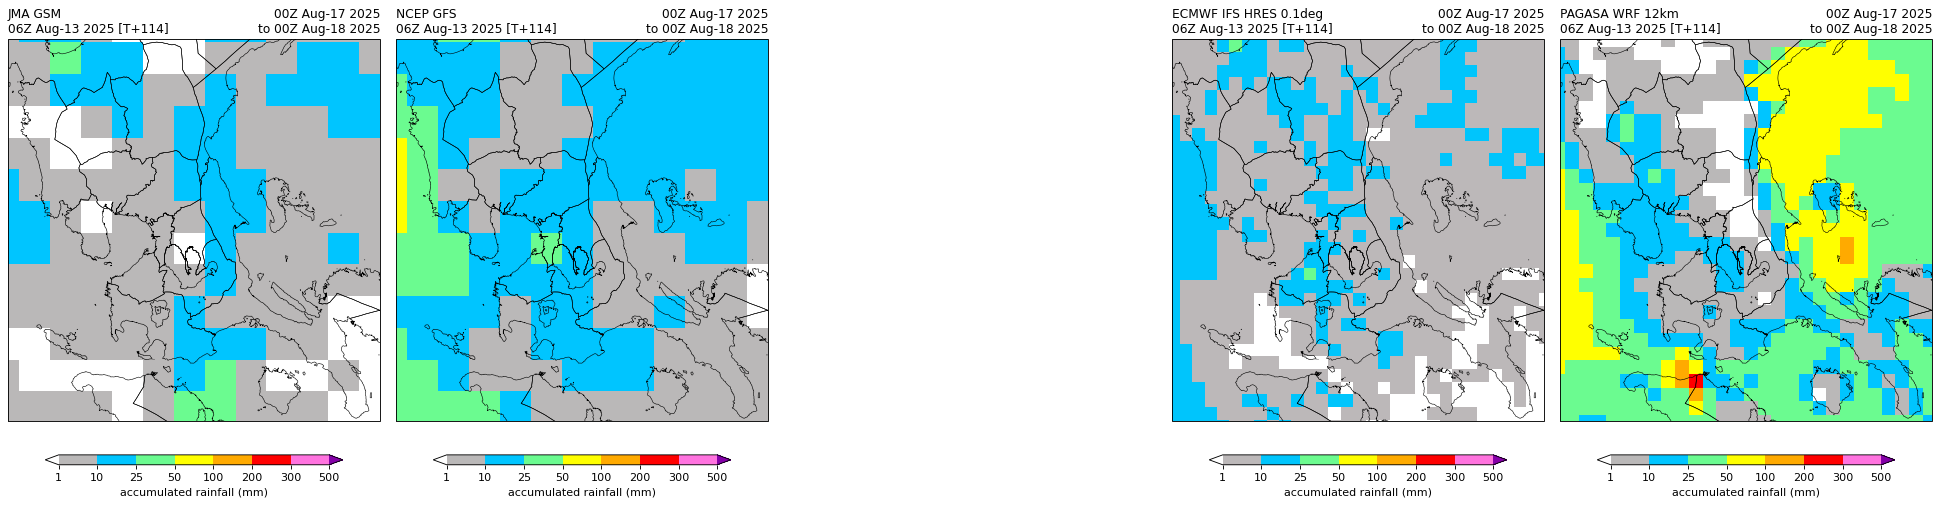 JMA GSM 00Z Aug-17 2025
06Z Aug-13 2025 [T+114] to 00Z Aug-18 2025
1 10 25 50 100 200 300 500
accumulated rainfall (mm)
NCEP GFS 00Z Aug-17 2025
06Z Aug-13 2025 [T+114] to 00Z Aug-18 2025
1 10 25 50 100 200 300 500
accumulated rainfall (mm)
ECMWF IFS HRES 0.1deg 00Z Aug-17 2025
06Z Aug-13 2025 [T+114] to 00Z Aug-18 2025
1 10 25 50 100 200 300 500
accumulated rainfall (mm)
PAGASA WRF 12km 00Z Aug-17 2025
06Z Aug-13 2025 [T+114] to 00Z Aug-18 2025
1 10 25 50 100 200 300 500
accumulated rainfall (mm)